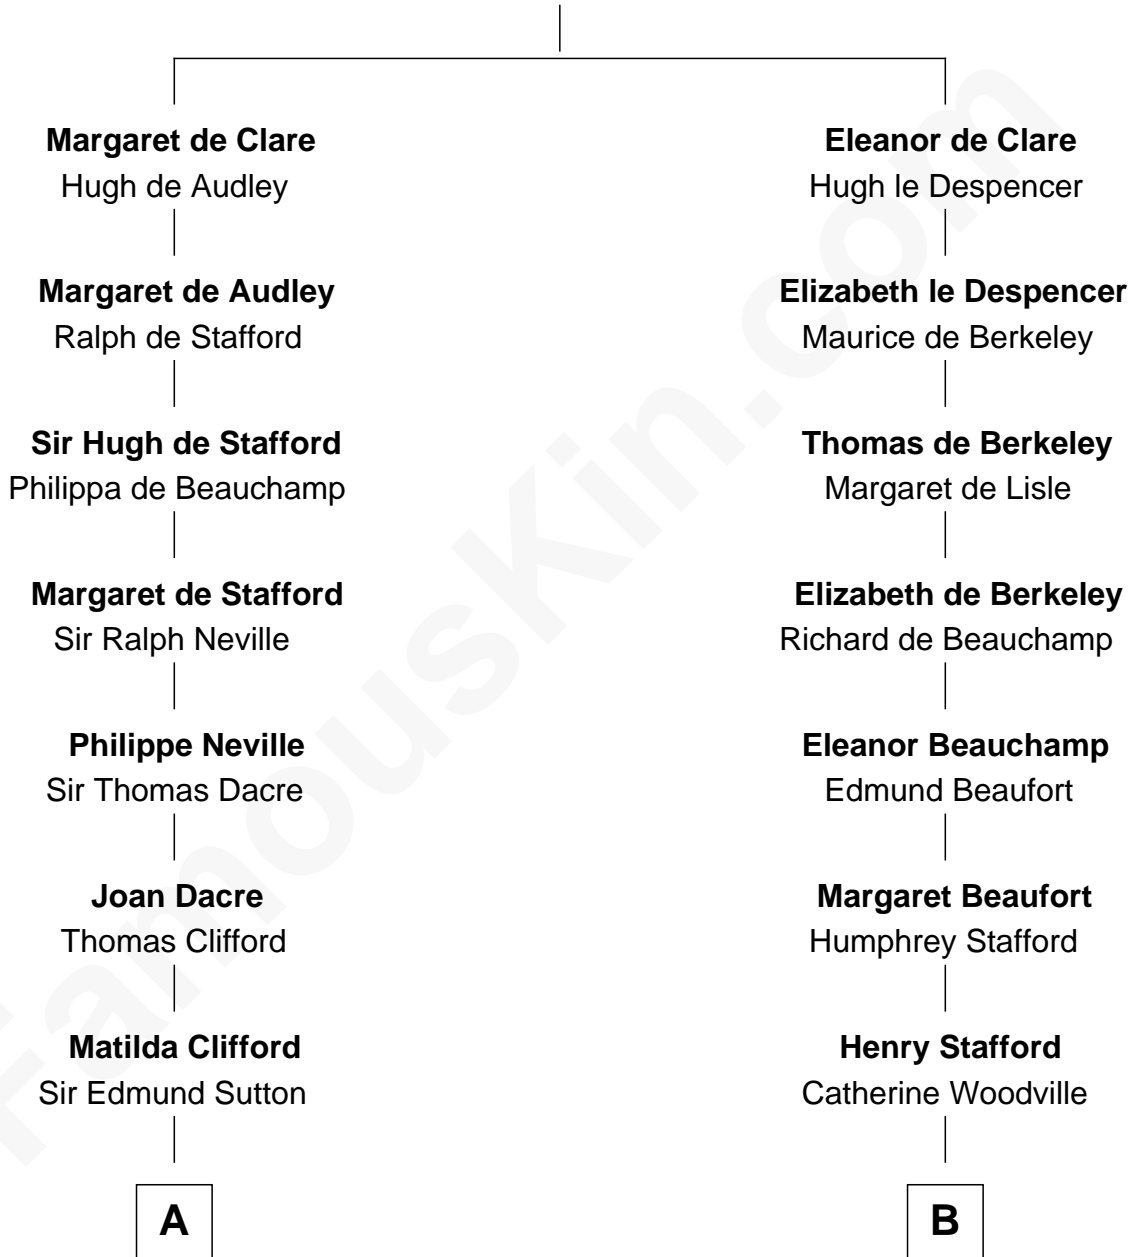 Margaret de Clare
Hugh de Audley
Margaret de Audley
Ralph de Stafford
Sir Hugh de Stafford
Philippa de Beauchamp
Margaret de Stafford
Sir Ralph Neville
Philippe Neville
Sir Thomas Dacre
Joan Dacre
Thomas Clifford
Matilda Clifford
Sir Edmund Sutton
A
Eleanor de Clare
Hugh le Despencer
Elizabeth le Despencer
Maurice de Berkeley
Thomas de Berkeley
Margaret de Lisle
Elizabeth de Berkeley
Richard de Beauchamp
Eleanor Beauchamp
Edmund Beaufort
Margaret Beaufort
Humphrey Stafford
Henry Stafford
Catherine Woodville
B
FamousKin.com